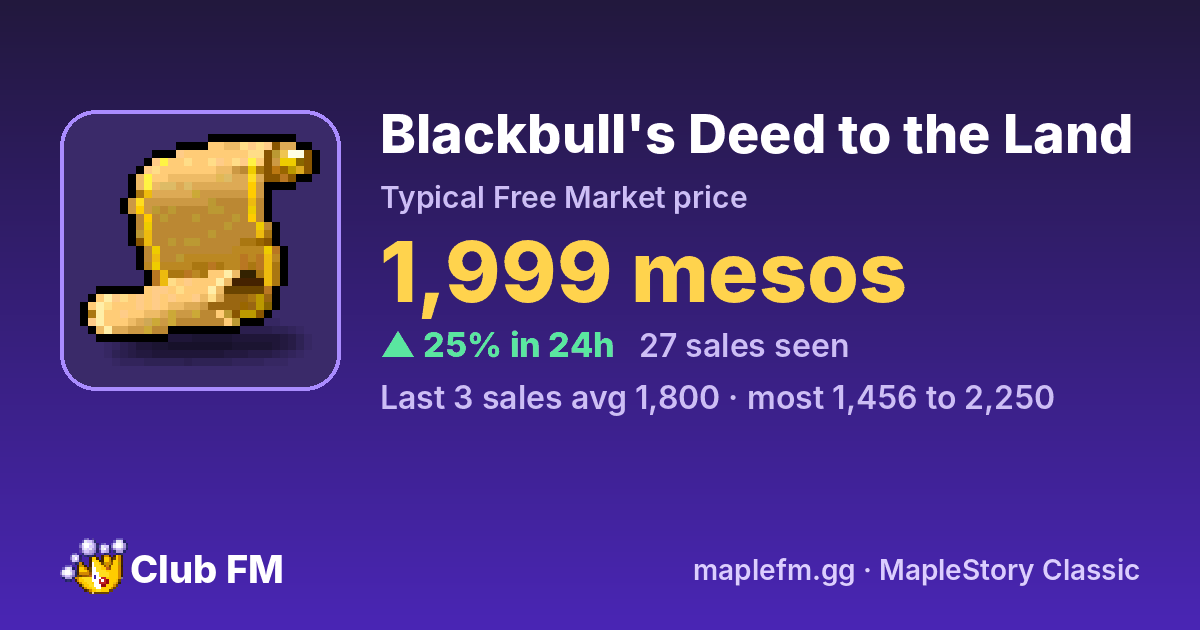 Blackbull's Deed to the Land
Typical Free Market price
1,999 mesos
▲ 25% in 24h 27 sales seen
Last 3 sales avg 1,800 · most 1,456 to 2,250
Club FM
maplefm.gg · MapleStory Classic